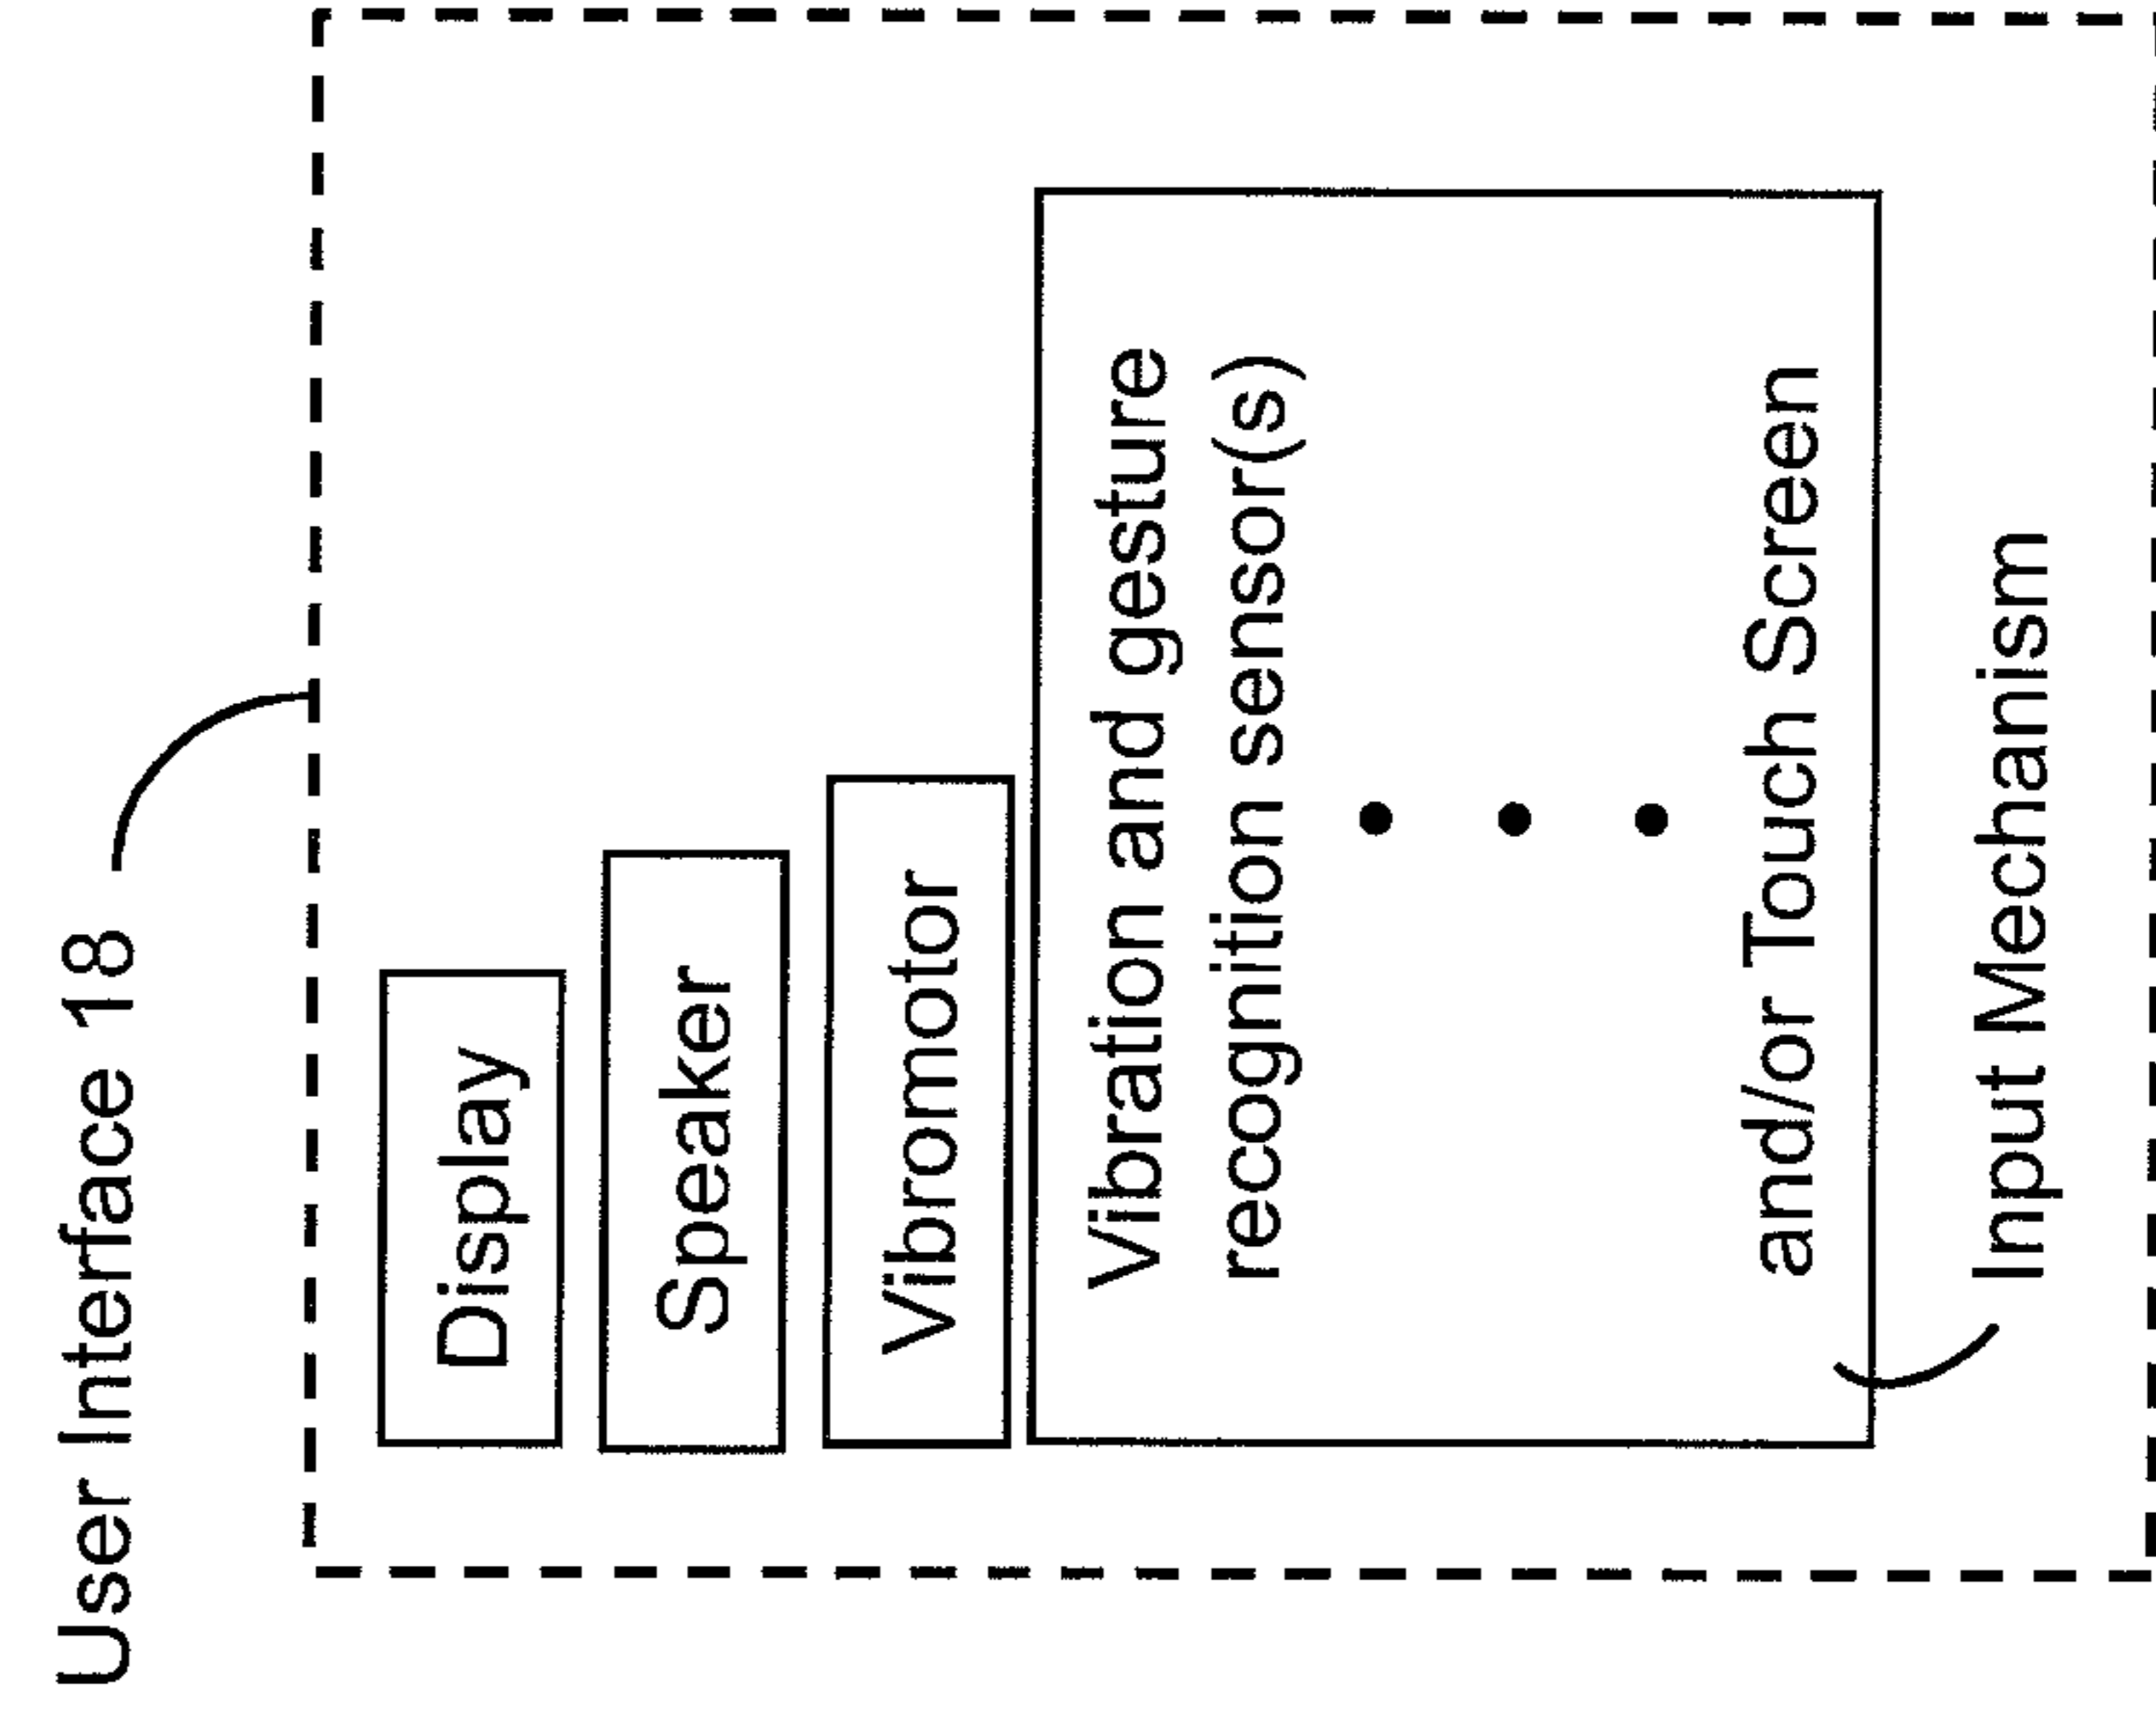 User Interface 18
Display
Speaker
Vibromotor
Vibration and gesture
recognition sensor(s)
and/or Touch Screen
Input Mechanism